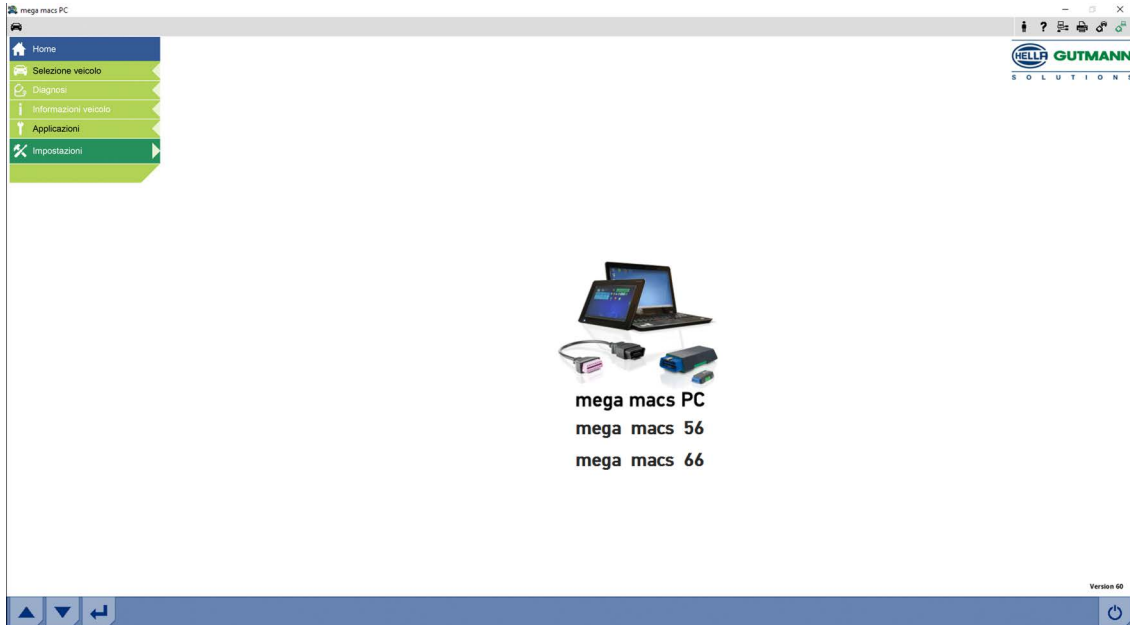 mega macs PC
?
Home
Selezione veicolo
Diagnosi
Informazioni veicolo
Applicazioni
Impostazioni
HELLA GUTMANN
SOLUTIONS
mega macs PC
mega macs 56
mega macs 66
Version 60